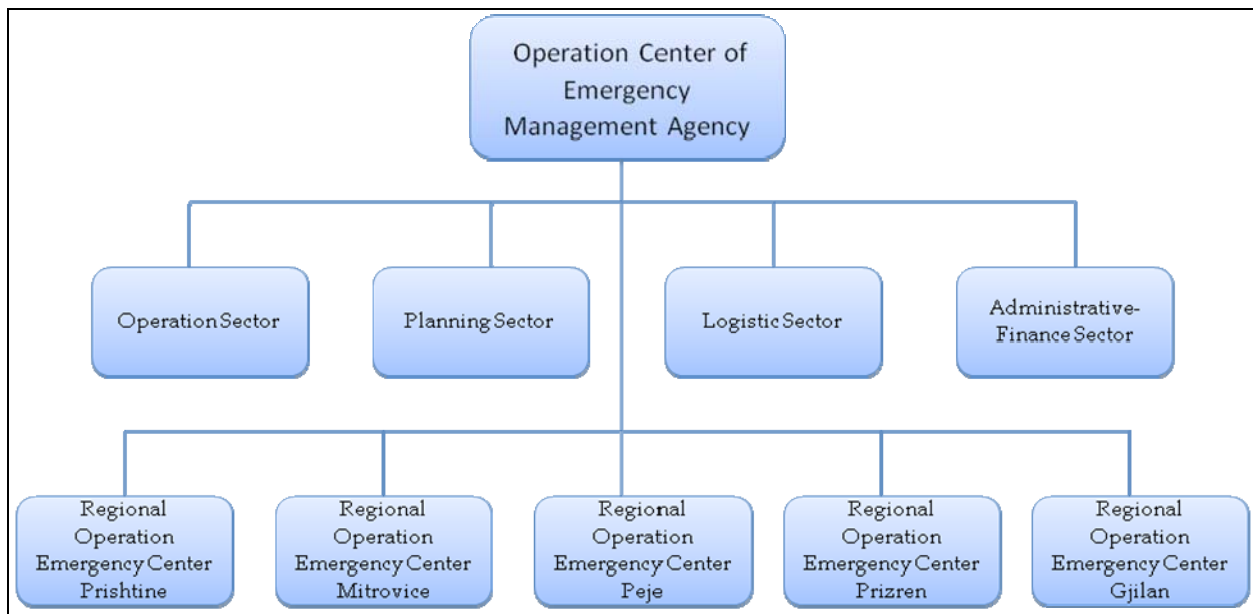 Operation Center of
Emergency
Management Agency
Operation Sector
Planning Sector
Logistic Sector
Administrative-
Finance Sector
Regional
Operation
Emergency Center
Prishtine
Regional
Operation
Emergency Center
Mitrovice
Regional
Operation
Emergency Center
Peje
Regional
Operation
Emergency Center
Prizren
Regional
Operation
Emergency Center
Gjilan